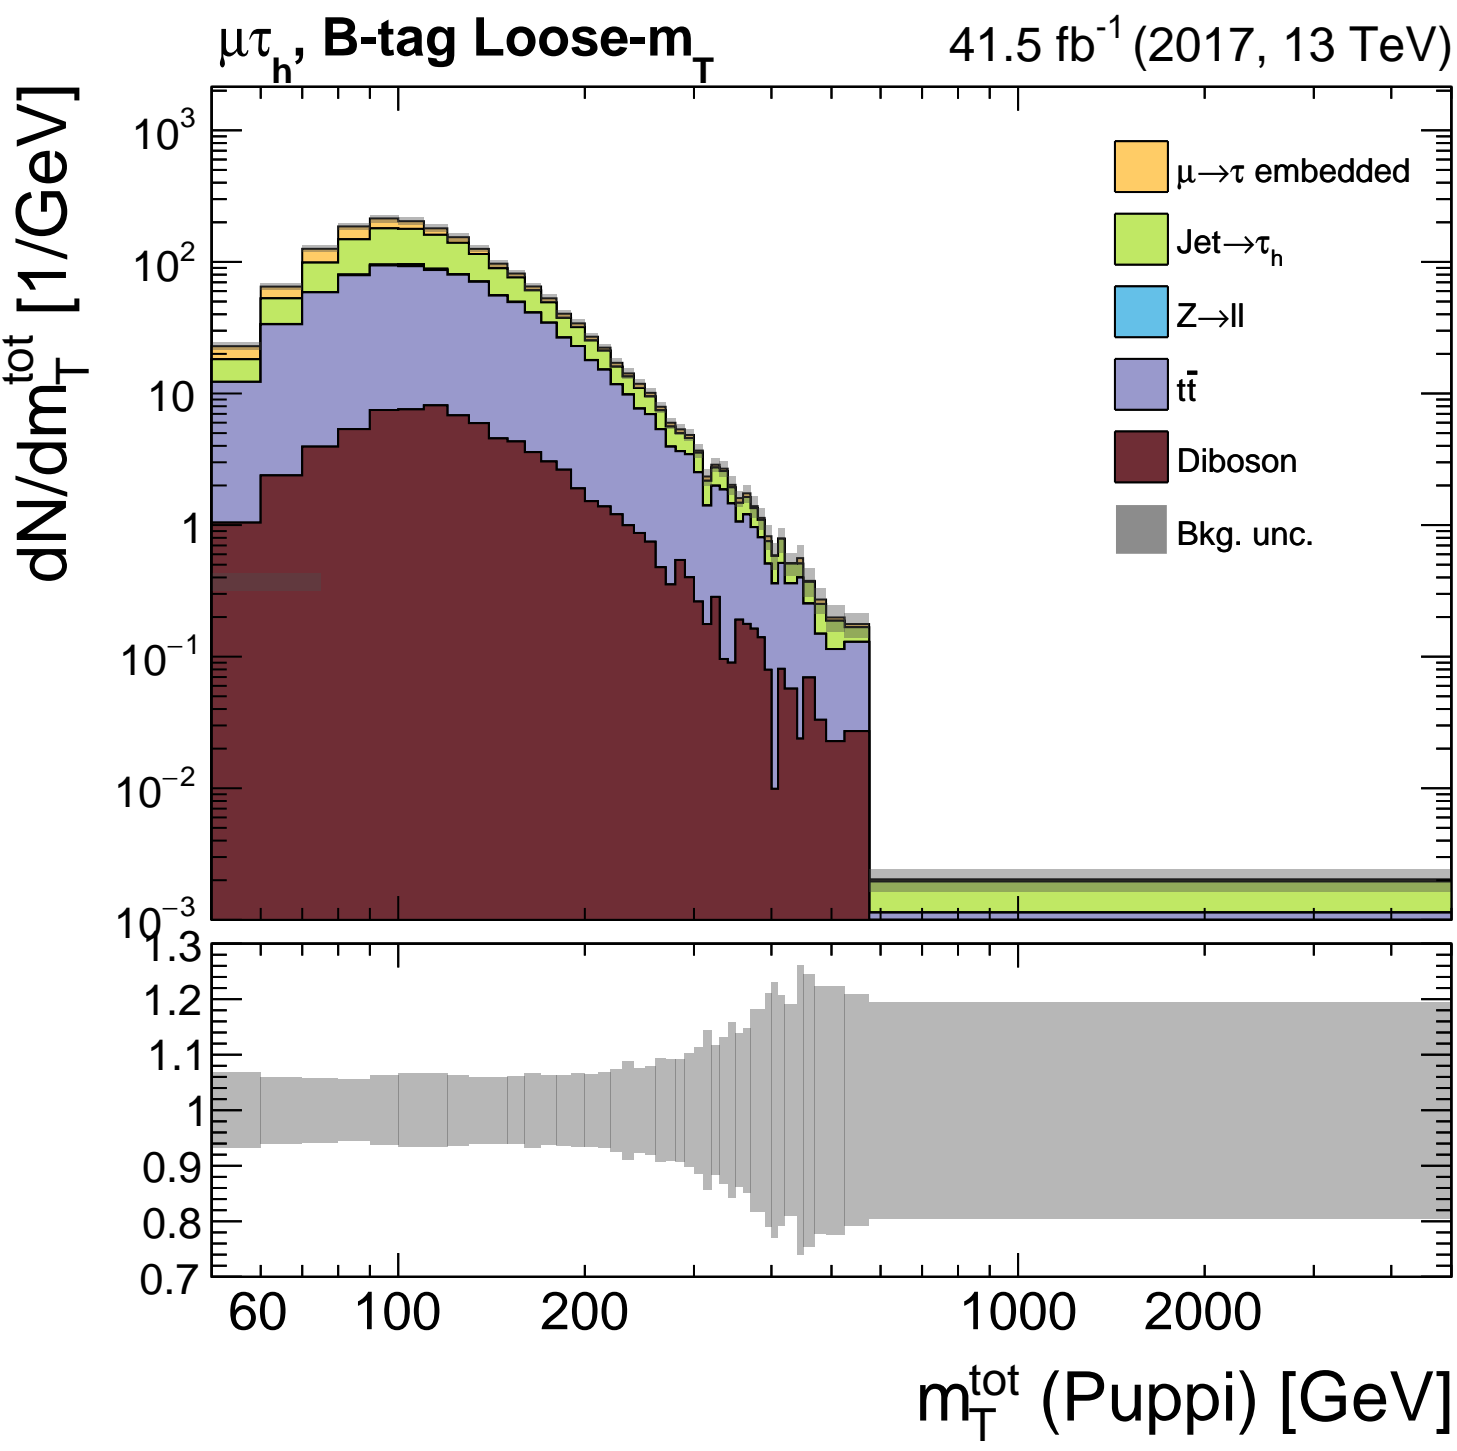 μτh, B-tag Loose-mT
41.5 fb-1 (2017, 13 TeV)
dN/dmTtot [1/GeV]
10³
10²
10
1
10−1
10−2
10−3
μ→τ embedded
Jet→τh
Z→ll
tt̄
Diboson
Bkg. unc.
1.3
1.2
1.1
1
0.9
0.8
0.7
60 100 200 1000 2000
mTtot (Puppi) [GeV]